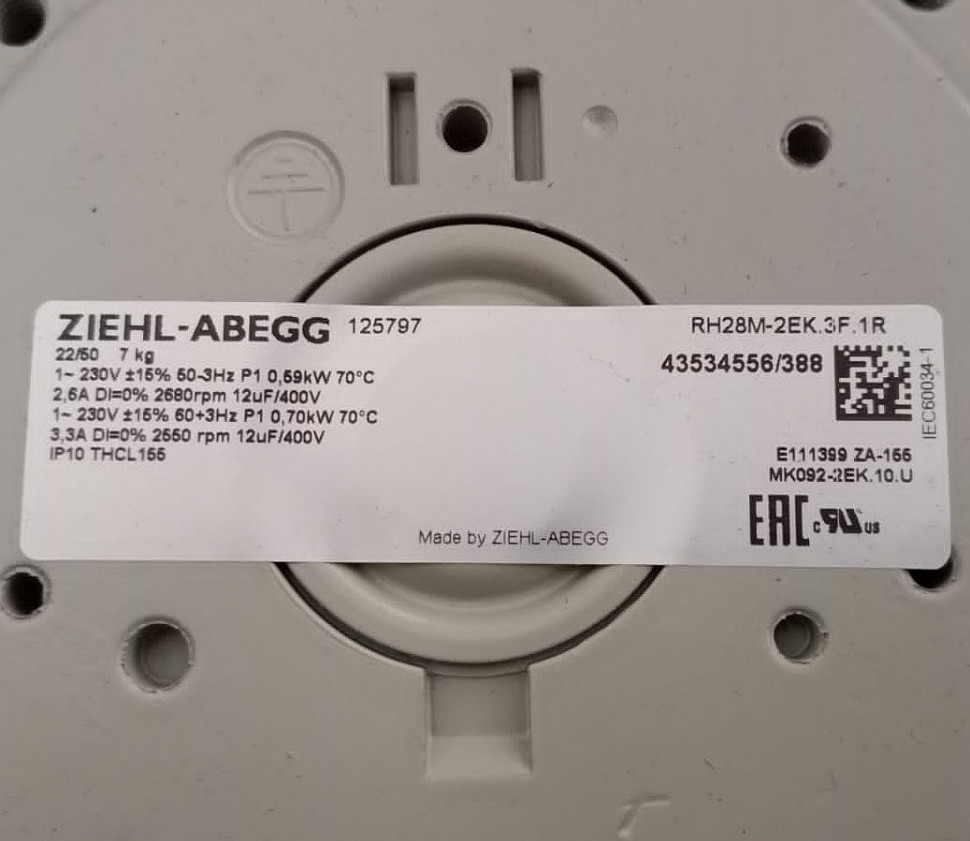 ZIEHL-ABEGG 125797
22/50 7 kg
1~ 230V ±15% 50-3Hz P1 0,59kW 70°C
2,6A DI=0% 2680rpm 12uF/400V
1~ 230V ±15% 60+3Hz P1 0,70kW 70°C
3,3A DI=0% 2550 rpm 12uF/400V
IP10 THCL155
RH28M-2EK.3F.1R
43534556/388
IEC60034-1
E111399 ZA-155
MK092-2EK.10.U
EAC c US
Made by ZIEHL-ABEGG